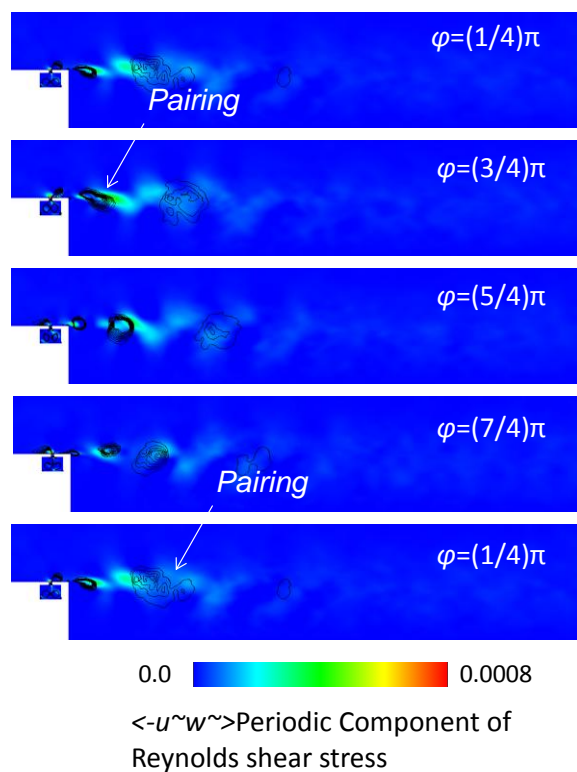 φ=(1/4)π
Pairing
φ=(3/4)π
φ=(5/4)π
φ=(7/4)π
Pairing
φ=(1/4)π
0.0 0.0008
<-u~w~>Periodic Component of
Reynolds shear stress